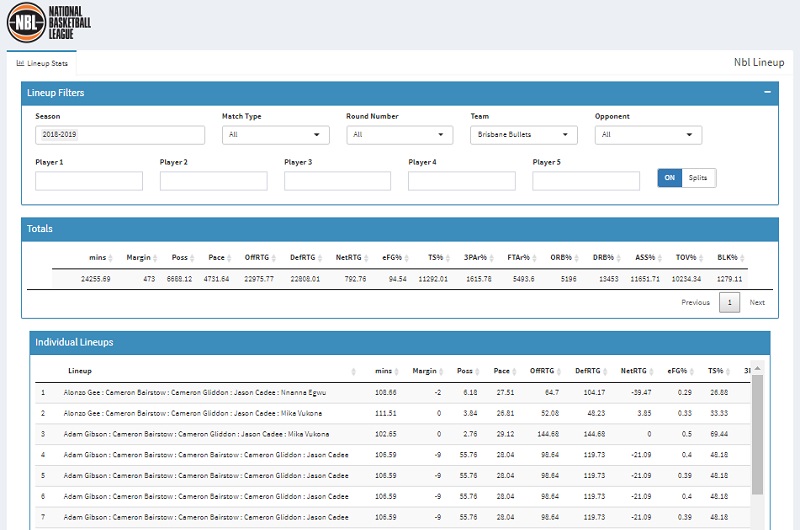 NBL
NATIONAL
BASKETBALL
LEAGUE
Lineup Stats
Nbl Lineup
Lineup Filters
Season Match Type Round Number Team Opponent
2018-2019 All All Brisbane Bullets All
Player 1 Player 2 Player 3 Player 4 Player 5
ON Splits
Totals
mins Margin Poss Pace OffRTG DefRTG NetRTG eFG% TS% 3PAr% FTAr% ORB% DRB% ASS% TOV% BLK%
24255.69 473 6688.12 4731.64 22975.77 22808.01 792.76 94.54 11292.01 1615.78 5493.6 5196 13453 11651.71 10234.34 1279.11
Previous 1 Next
Individual Lineups
Lineup mins Margin Poss Pace OffRTG DefRTG NetRTG eFG% TS%
1 Alonzo Gee : Cameron Bairstow : Cameron Gliddon : Jason Cadee : Nnanna Egwu 108.66 -2 6.18 27.51 64.7 104.17 -39.47 0.29 26.88
2 Alonzo Gee : Cameron Bairstow : Cameron Gliddon : Jason Cadee : Mika Vukona 111.51 0 3.84 26.81 52.08 48.23 3.85 0.33 33.33
3 Adam Gibson : Cameron Bairstow : Cameron Gliddon : Jason Cadee : Mika Vukona 102.65 0 2.76 29.12 144.68 144.68 0 0.5 69.44
4 Adam Gibson : Cameron Bairstow : Cameron Bairstow : Cameron Gliddon : Jason Cadee 106.59 -9 55.76 28.04 98.64 119.73 -21.09 0.4 48.18
5 Adam Gibson : Cameron Bairstow : Cameron Bairstow : Cameron Gliddon : Jason Cadee 106.59 -9 55.76 28.04 98.64 119.73 -21.09 0.39 48.18
6 Adam Gibson : Cameron Bairstow : Cameron Bairstow : Cameron Gliddon : Jason Cadee 106.59 -9 55.76 28.04 98.64 119.73 -21.09 0.4 48.18
7 Adam Gibson : Cameron Bairstow : Cameron Bairstow : Cameron Gliddon : Jason Cadee 106.59 -9 55.76 28.04 98.64 119.73 -21.09 0.39 48.18